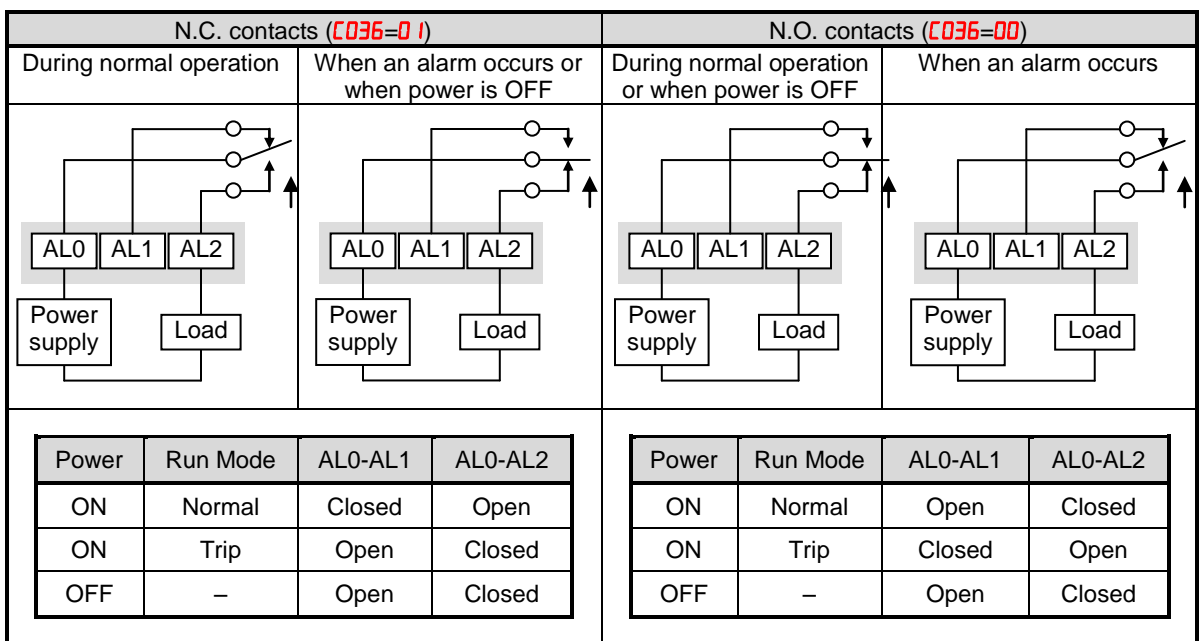 N.C. contacts (C036=01)
N.O. contacts (C036=00)
During normal operation
When an alarm occurs or
when power is OFF
During normal operation
or when power is OFF
When an alarm occurs
AL0 AL1 AL2
Power
supply
Load
AL0 AL1 AL2
Power
supply
Load
AL0 AL1 AL2
Power
supply
Load
AL0 AL1 AL2
Power
supply
Load
Power Run Mode AL0-AL1 AL0-AL2
ON Normal Closed Open
ON Trip Open Closed
OFF – Open Closed
Power Run Mode AL0-AL1 AL0-AL2
ON Normal Open Closed
ON Trip Closed Open
OFF – Open Closed